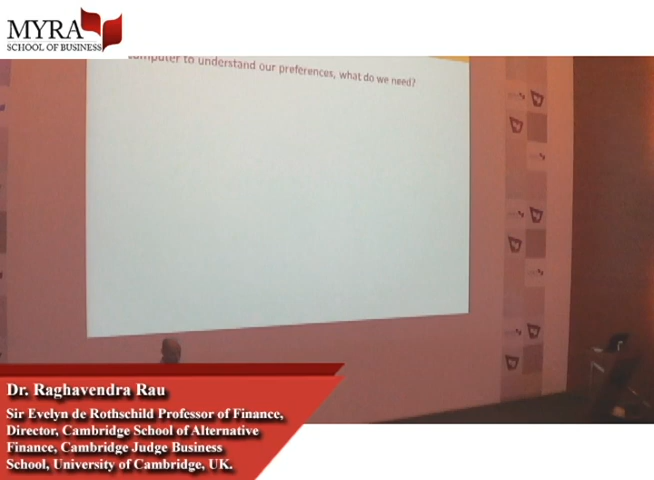 MYRA
SCHOOL OF BUSINESS
computer to understand our preferences, what do we need?
Dr. Raghavendra Rau
Sir Evelyn de Rothschild Professor of Finance,
Director, Cambridge School of Alternative
Finance, Cambridge Judge Business
School, University of Cambridge, UK.